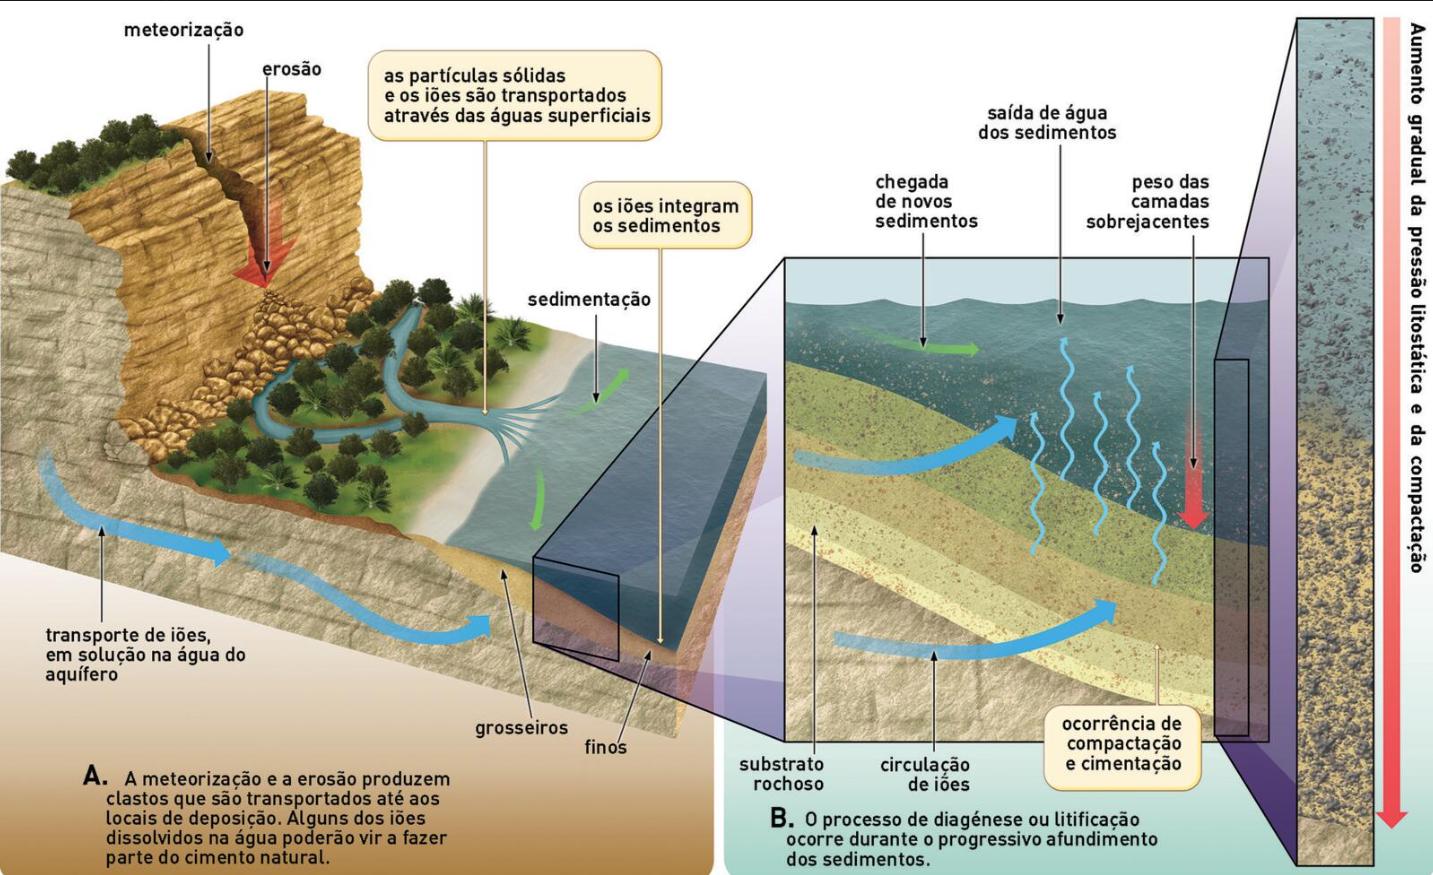 meteorização
erosão
as partículas sólidas
e os iões são transportados
através das águas superficiais
os iões integram
os sedimentos
sedimentação
transporte de iões,
em solução na água do
aquífero
grosseiros
finos
A. A meteorização e a erosão produzem
clastos que são transportados até aos
locais de deposição. Alguns dos iões
dissolvidos na água poderão vir a fazer
parte do cimento natural.
saída de água
dos sedimentos
chegada
de novos
sedimentos
peso das
camadas
sobrejacentes
substrato
rochoso
circulação
de iões
ocorrência de
compactação
e cimentação
B. O processo de diagénese ou litificação
ocorre durante o progressivo afundimento
dos sedimentos.
Aumento gradual da pressão litostática e da compactação